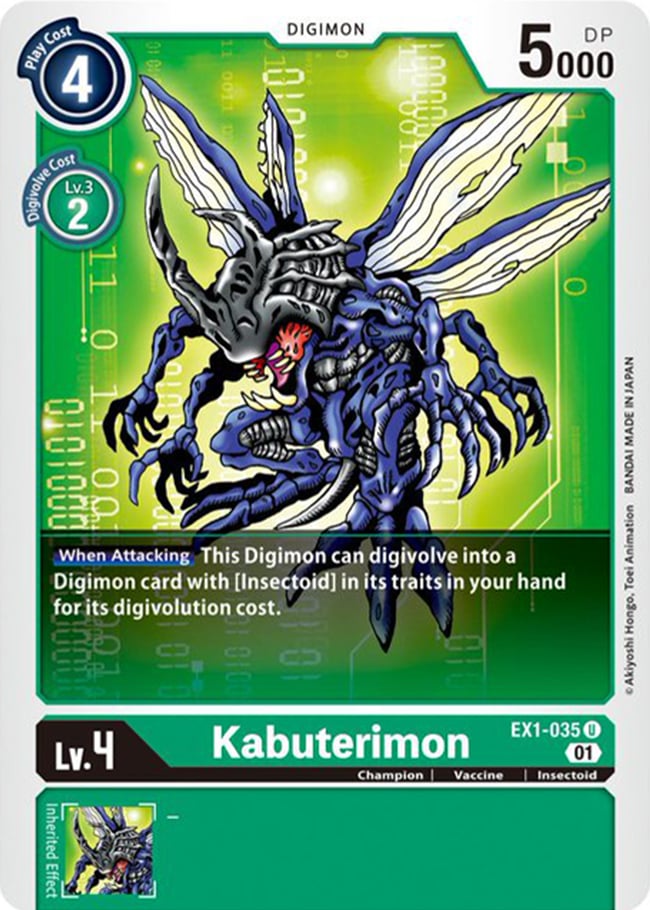 DIGIMON
Play Cost
4
DP
5000
Digivolve Cost
Lv.3
2
When Attacking This Digimon can digivolve into a
Digimon card with [Insectoid] in its traits in your hand
for its digivolution cost.
© Akiyoshi Hongo, Toei Animation BANDAI MADE IN JAPAN
Lv.4
Kabuterimon
EX1-035 U
01
Champion | Vaccine | Insectoid
Inherited Effect
–